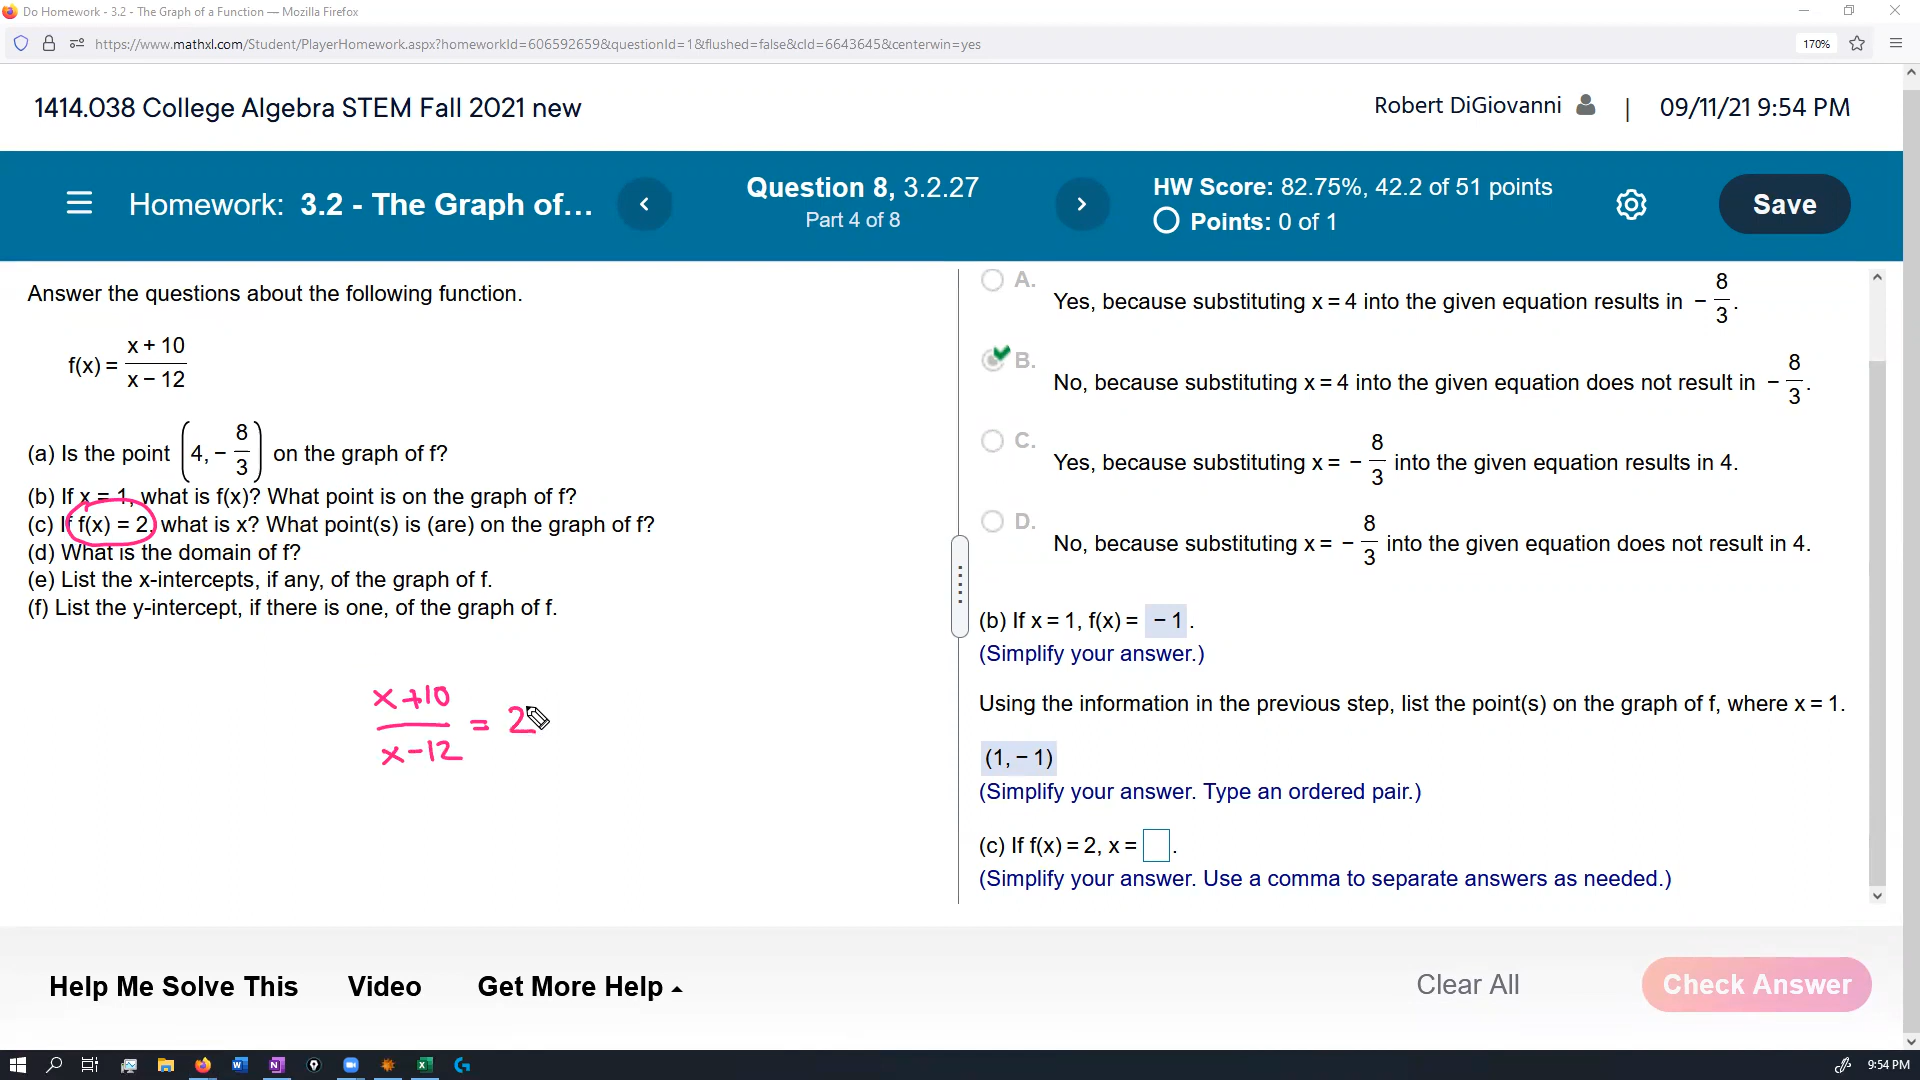 Do Homework - 3.2 - The Graph of a Function — Mozilla Firefox
https://www.mathxl.com/Student/PlayerHomework.aspx?homeworkId=606592659&questionId=1&flushed=false&cId=6643645&centerwin=yes
170%
1414.038 College Algebra STEM Fall 2021 new
Robert DiGiovanni | 09/11/21 9:54 PM
Homework: 3.2 - The Graph of...
Question 8, 3.2.27
Part 4 of 8
HW Score: 82.75%, 42.2 of 51 points
Points: 0 of 1
Save
Answer the questions about the following function.
f(x) = (x + 10)/(x − 12)
(a) Is the point (4, − 8/3) on the graph of f?
(b) If x = 1, what is f(x)? What point is on the graph of f?
(c) If f(x) = 2, what is x? What point(s) is (are) on the graph of f?
(d) What is the domain of f?
(e) List the x-intercepts, if any, of the graph of f.
(f) List the y-intercept, if there is one, of the graph of f.
(x+10)/(x-12) = 2
A. Yes, because substituting x = 4 into the given equation results in − 8/3.
B. No, because substituting x = 4 into the given equation does not result in − 8/3.
C. Yes, because substituting x = − 8/3 into the given equation results in 4.
D. No, because substituting x = − 8/3 into the given equation does not result in 4.
(b) If x = 1, f(x) = − 1.
(Simplify your answer.)
Using the information in the previous step, list the point(s) on the graph of f, where x = 1.
(1, − 1)
(Simplify your answer. Type an ordered pair.)
(c) If f(x) = 2, x = .
(Simplify your answer. Use a comma to separate answers as needed.)
Help Me Solve This
Video
Get More Help
Clear All
Check Answer
9:54 PM